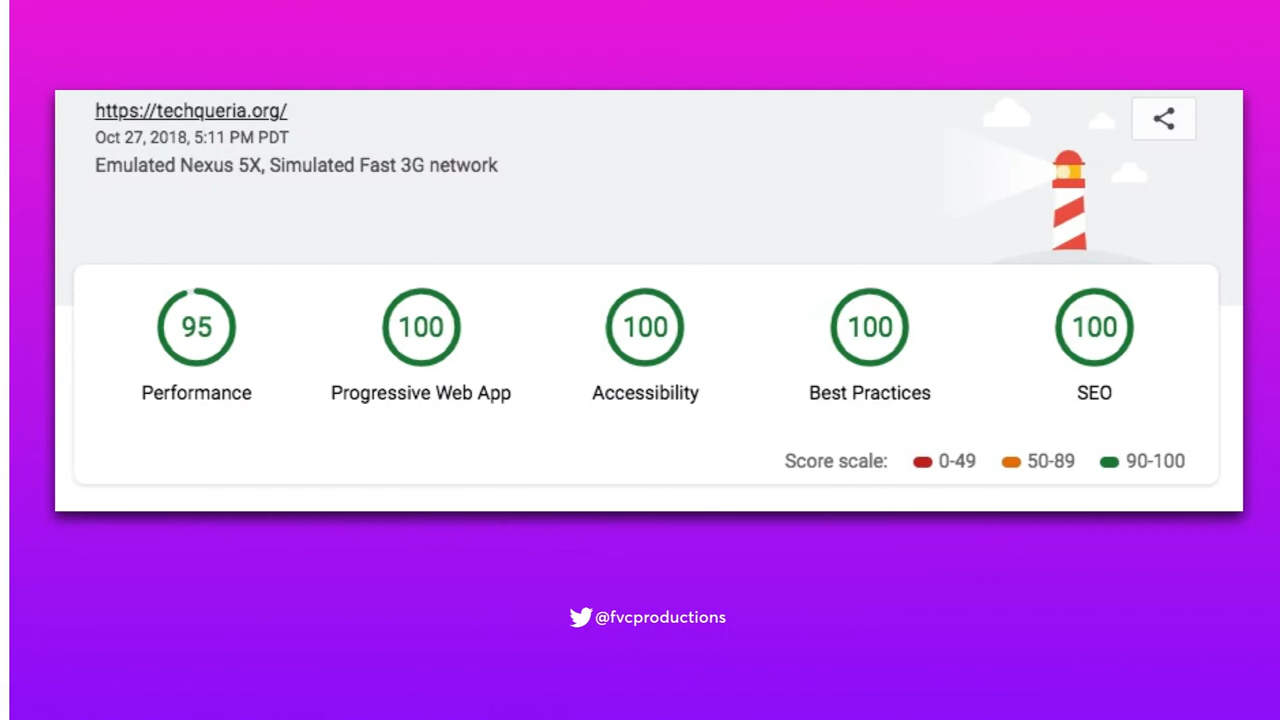 https://techqueria.org/
Oct 27, 2018, 5:11 PM PDT
Emulated Nexus 5X, Simulated Fast 3G network
95 100 100 100 100
Performance Progressive Web App Accessibility Best Practices SEO
Score scale: 0-49 50-89 90-100
@fvcproductions